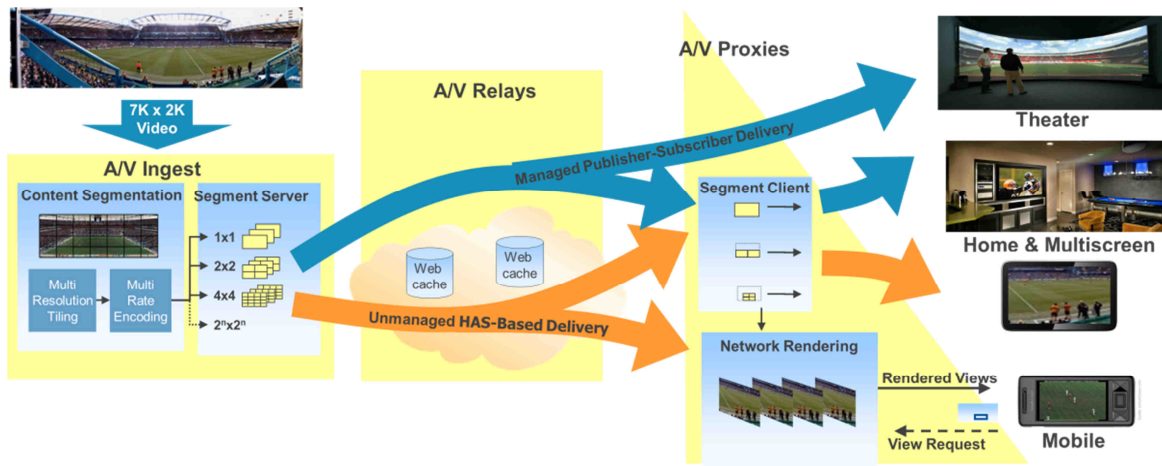 7K x 2K
Video
A/V Ingest
Content Segmentation
Multi
Resolution
Tiling
Multi
Rate
Encoding
Segment Server
1x1
2x2
4x4
2ⁿx2ⁿ
A/V Relays
Web
cache
Web
cache
Managed Publisher-Subscriber Delivery
Unmanaged HAS-Based Delivery
A/V Proxies
Segment Client
Network Rendering
Rendered Views
View Request
Theater
Home & Multiscreen
Mobile